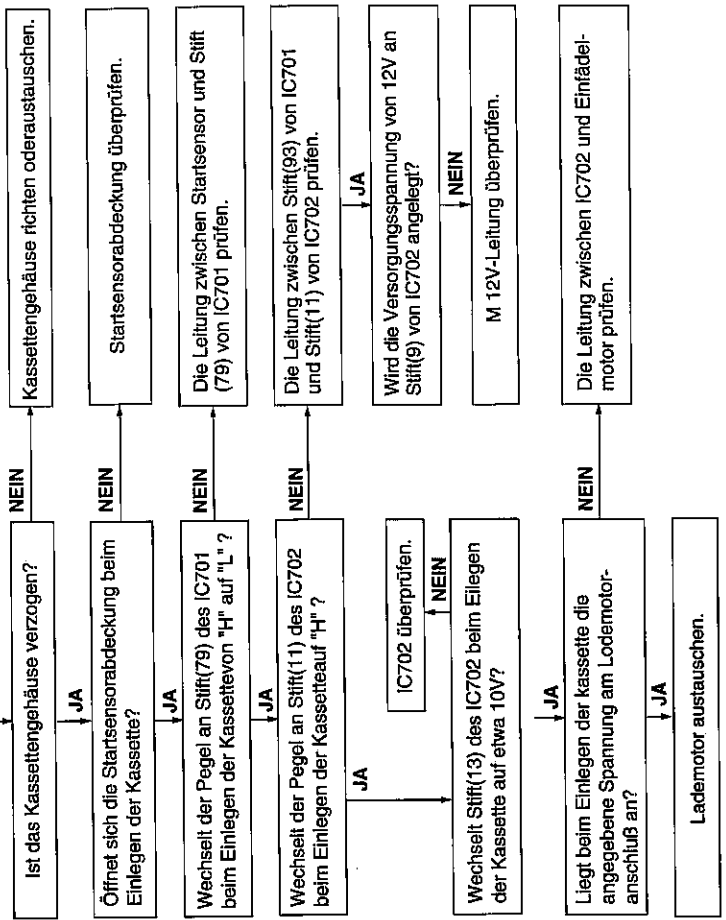 Ist das Kassettengehäuse verzogen?
NEIN
Kassettengehäuse richten oderaustauschen.
JA
Öffnet sich die Startsensorabdeckung beim
Einlegen der Kassette?
NEIN
Startsensorabdeckung überprüfen.
JA
Wechselt der Pegel an Stift(79) des IC701
beim Einlegen der Kassettevon "H" auf "L" ?
NEIN
Die Leitung zwischen Startsensor und Stift
(79) von IC701 prüfen.
JA
Wechselt der Pegel an Stift(11) des IC702
beim Einlegen der Kassetteauf "H" ?
NEIN
Die Leitung zwischen Stift(93) von IC701
und Stift(11) von IC702 prüfen.
JA
Wird die Versorgungsspannung von 12V an
Stift(9) von IC702 angelegt?
NEIN
M 12V-Leitung überprüfen.
JA
IC702 überprüfen.
NEIN
Wechselt Stift(13) des IC702 beim Eilegen
der Kassette auf etwa 10V?
JA
Liegt beim Einlegen der kassette die
angegebene Spannung am Lodemotor-
anschluß an?
NEIN
Die Leitung zwischen IC702 und Einfädel-
motor prüfen.
JA
Lademotor austauschen.